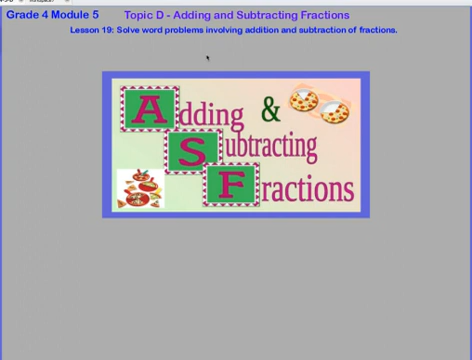 Grade 4 Module 5 Topic D - Adding and Subtracting Fractions
Lesson 19: Solve word problems involving addition and subtraction of fractions.
Adding &
Subtracting
Fractions